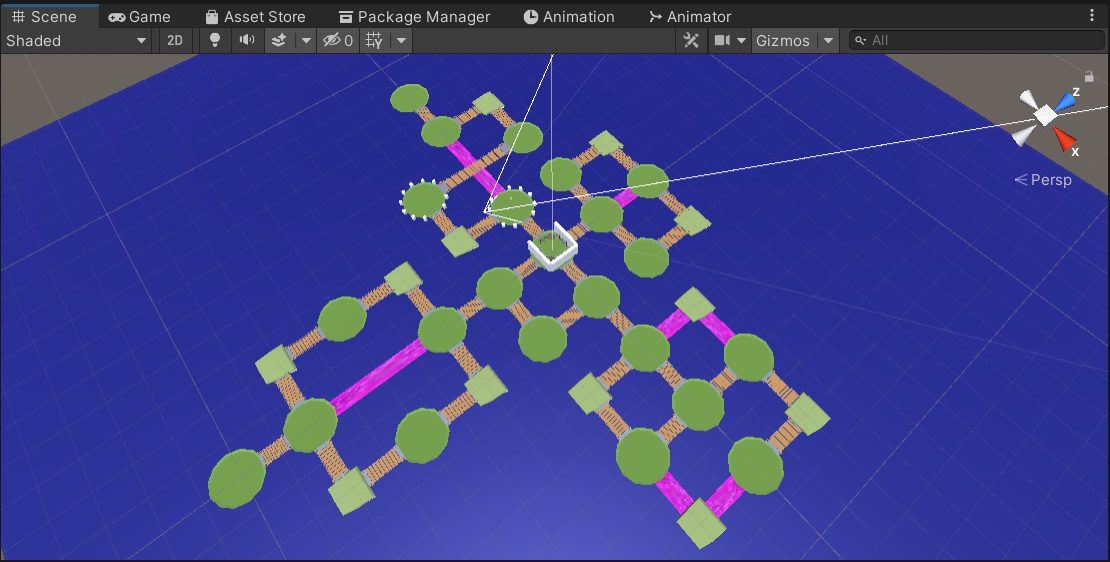 Scene Game Asset Store Package Manager Animation Animator
Shaded 2D 0 Gizmos All
z
x
Persp